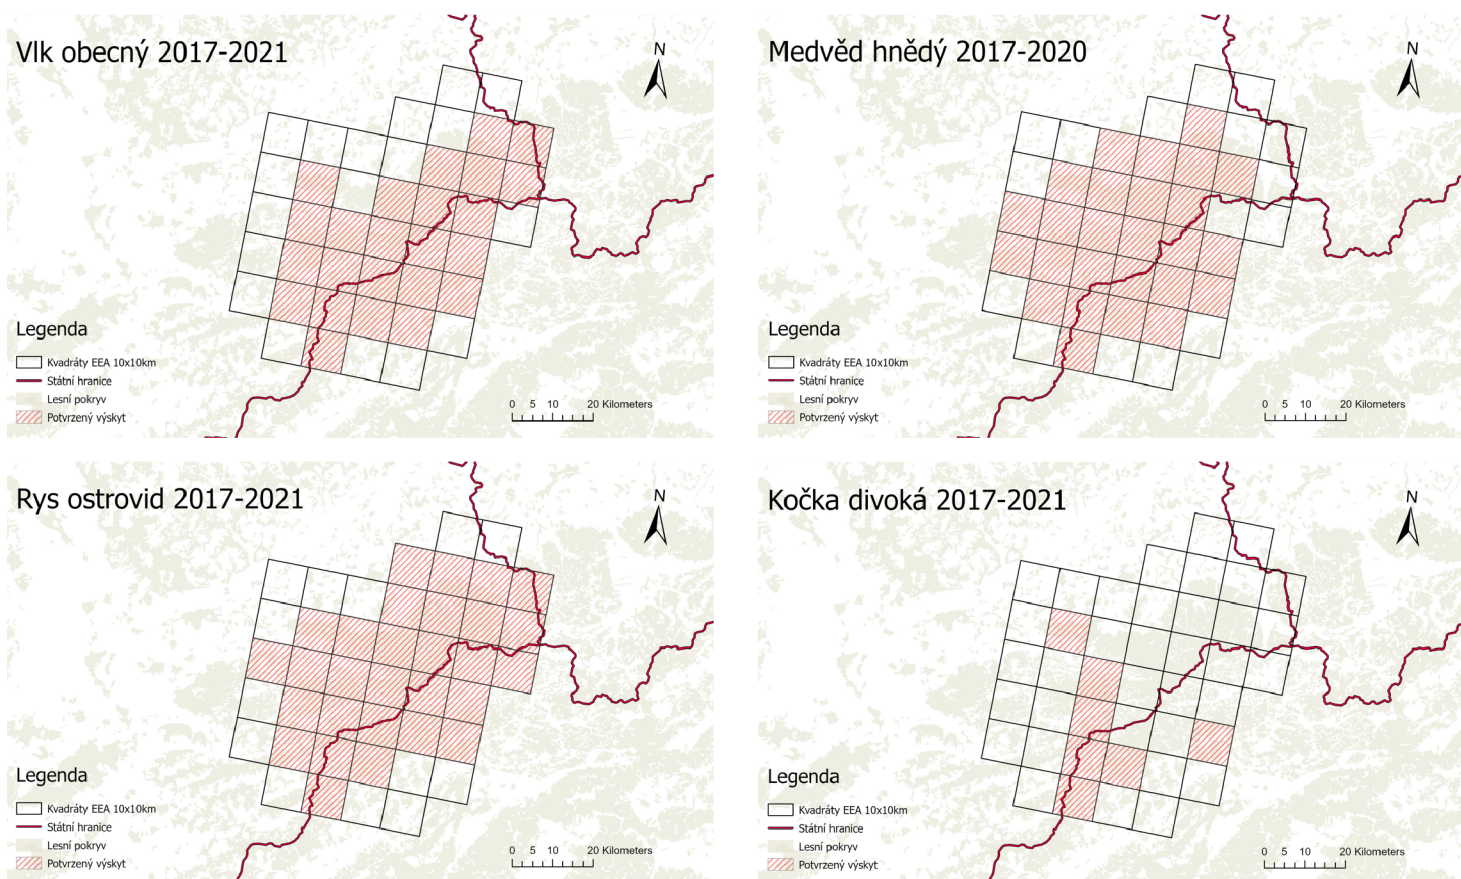 Vlk obecný 2017-2021
N
Legenda
Kvadráty EEA 10x10km
Státní hranice
Lesní pokryv
Potvrzený výskyt
0 5 10 20 Kilometers
Medvěd hnědý 2017-2020
N
Legenda
Kvadráty EEA 10x10km
Státní hranice
Lesní pokryv
Potvrzený výskyt
0 5 10 20 Kilometers
Rys ostrovid 2017-2021
N
Legenda
Kvadráty EEA 10x10km
Státní hranice
Lesní pokryv
Potvrzený výskyt
0 5 10 20 Kilometers
Kočka divoká 2017-2021
N
Legenda
Kvadráty EEA 10x10km
Státní hranice
Lesní pokryv
Potvrzený výskyt
0 5 10 20 Kilometers